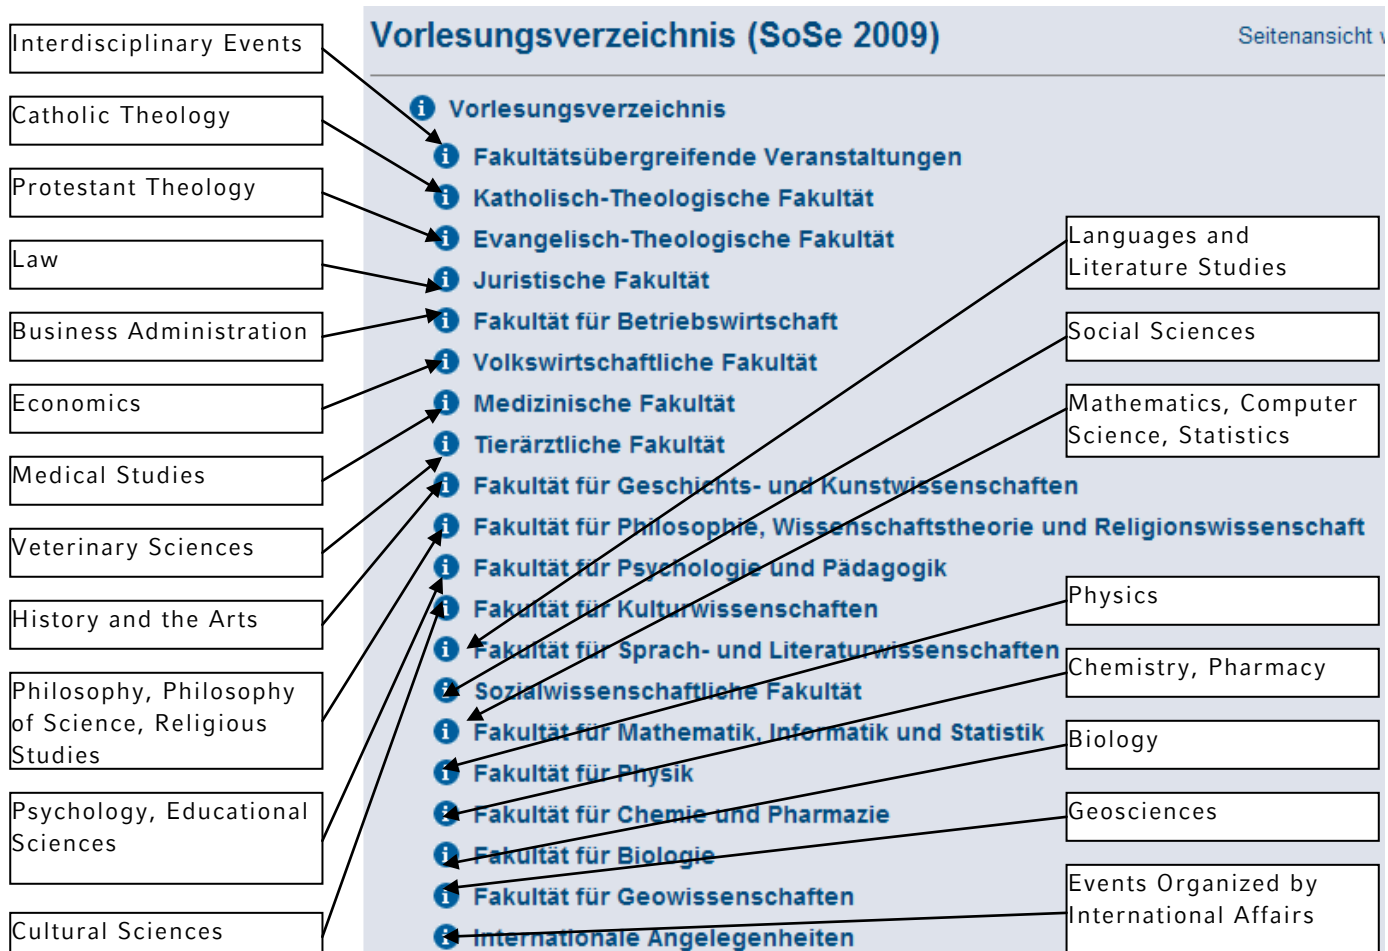 Interdisciplinary Events
Catholic Theology
Protestant Theology
Law
Business Administration
Economics
Medical Studies
Veterinary Sciences
History and the Arts
Philosophy, Philosophy
of Science, Religious
Studies
Psychology, Educational
Sciences
Cultural Sciences
Vorlesungsverzeichnis (SoSe 2009)
Seitenansicht
Vorlesungsverzeichnis
Fakultätsübergreifende Veranstaltungen
Katholisch-Theologische Fakultät
Evangelisch-Theologische Fakultät
Juristische Fakultät
Fakultät für Betriebswirtschaft
Volkswirtschaftliche Fakultät
Medizinische Fakultät
Tierärztliche Fakultät
Fakultät für Geschichts- und Kunstwissenschaften
Fakultät für Philosophie, Wissenschaftstheorie und Religionswissenschaft
Fakultät für Psychologie und Pädagogik
Fakultät für Kulturwissenschaften
Fakultät für Sprach- und Literaturwissenschaften
Sozialwissenschaftliche Fakultät
Fakultät für Mathematik, Informatik und Statistik
Fakultät für Physik
Fakultät für Chemie und Pharmazie
Fakultät für Biologie
Fakultät für Geowissenschaften
Internationale Angelegenheiten
Languages and
Literature Studies
Social Sciences
Mathematics, Computer
Science, Statistics
Physics
Chemistry, Pharmacy
Biology
Geosciences
Events Organized by
International Affairs